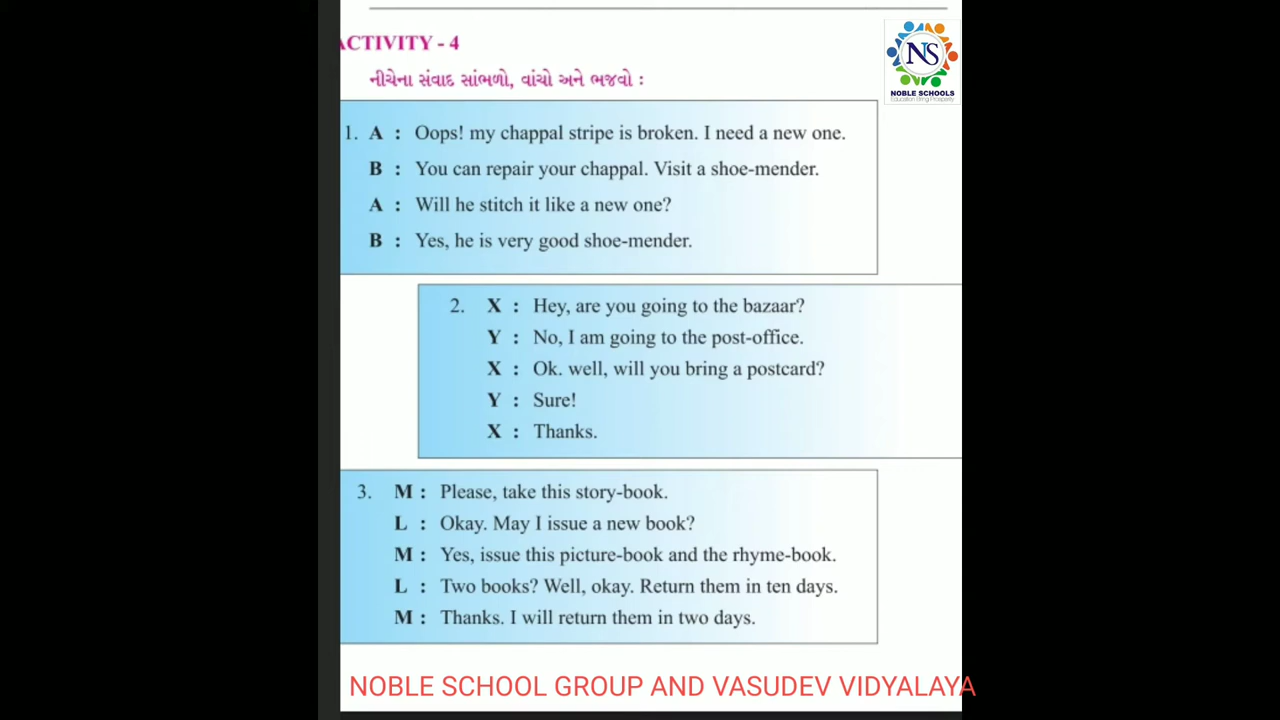 ACTIVITY - 4
NS
NOBLE SCHOOLS
Education Bring Prosperity
નીચેના સંવાદ સાંભળો, વાંચો અને ભજવો :
1. A : Oops! my chappal stripe is broken. I need a new one.
B : You can repair your chappal. Visit a shoe-mender.
A : Will he stitch it like a new one?
B : Yes, he is very good shoe-mender.
2. X : Hey, are you going to the bazaar?
Y : No, I am going to the post-office.
X : Ok. well, will you bring a postcard?
Y : Sure!
X : Thanks.
3. M : Please, take this story-book.
L : Okay. May I issue a new book?
M : Yes, issue this picture-book and the rhyme-book.
L : Two books? Well, okay. Return them in ten days.
M : Thanks. I will return them in two days.
NOBLE SCHOOL GROUP AND VASUDEV VIDYALAYA